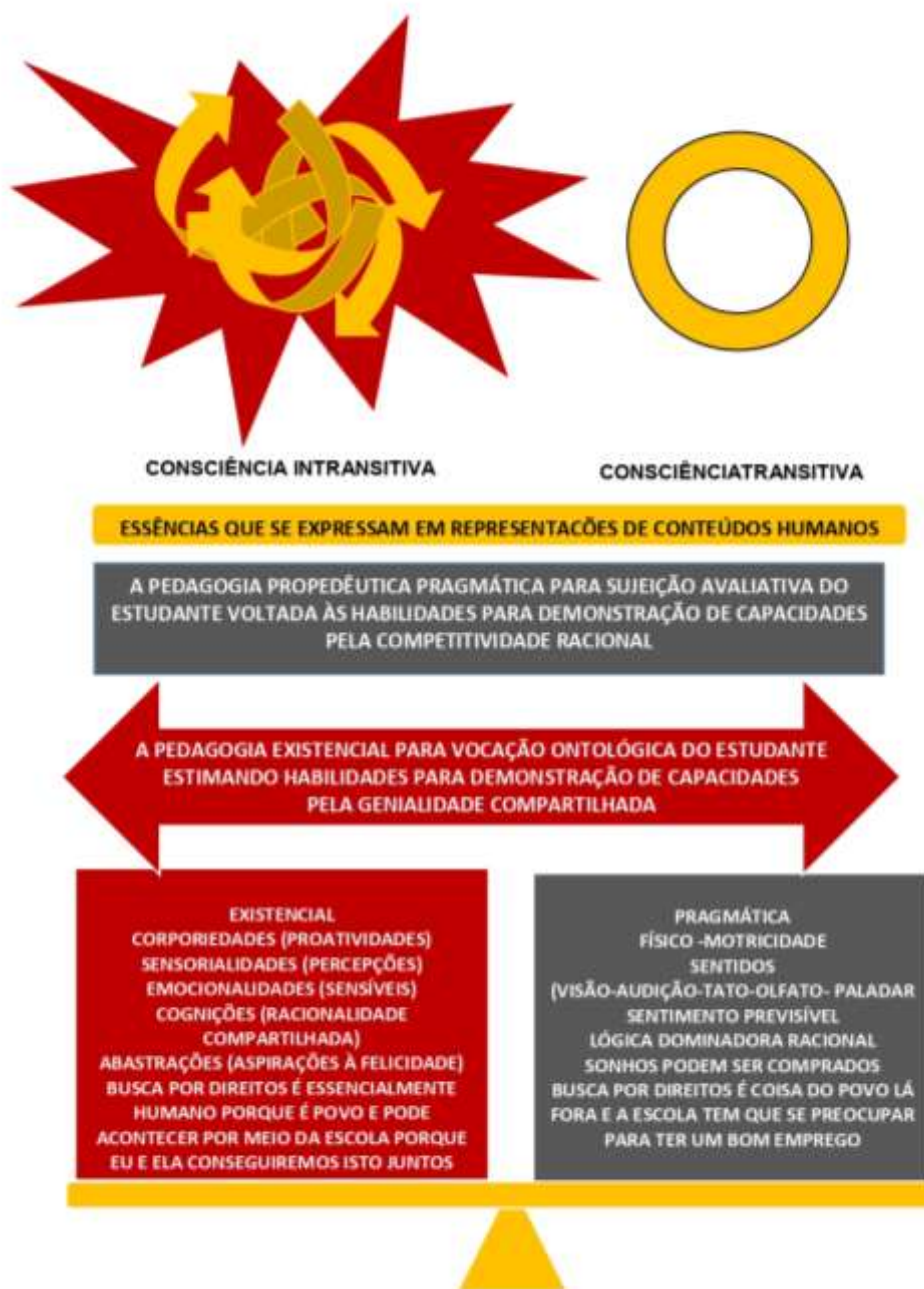 CONSCIÊNCIA INTRANSITIVA
CONSCIÊNCIATRANSITIVA
ESSÊNCIAS QUE SE EXPRESSAM EM REPRESENTACÕES DE CONTEÚDOS HUMANOS
A PEDAGOGIA PROPEDÊUTICA PRAGMÁTICA PARA SUJEIÇÃO AVALIATIVA DO
ESTUDANTE VOLTADA ÀS HABILIDADES PARA DEMONSTRAÇÃO DE CAPACIDADES
PELA COMPETITIVIDADE RACIONAL
A PEDAGOGIA EXISTENCIAL PARA VOCAÇÃO ONTOLÓGICA DO ESTUDANTE
ESTIMANDO HABILIDADES PARA DEMONSTRAÇÃO DE CAPACIDADES
PELA GENIALIDADE COMPARTILHADA
EXISTENCIAL
CORPORIEDADES (PROATIVIDADES)
SENSORIALIDADES (PERCEPÇÕES)
EMOCIONALIDADES (SENSÍVEIS)
COGNIÇÕES (RACIONALIDADE
COMPARTILHADA)
ABASTRAÇÕES (ASPIRAÇÕES À FELICIDADE)
BUSCA POR DIREITOS É ESSENCIALMENTE
HUMANO PORQUE É POVO E PODE
ACONTECER POR MEIO DA ESCOLA PORQUE
EU E ELA CONSEGUIREMOS ISTO JUNTOS
PRAGMÁTICA
FÍSICO -MOTRICIDADE
SENTIDOS
(VISÃO-AUDIÇÃO-TATO-OLFATO- PALADAR
SENTIMENTO PREVISÍVEL
LÓGICA DOMINADORA RACIONAL
SONHOS PODEM SER COMPRADOS
BUSCA POR DIREITOS É COISA DO POVO LÁ
FORA E A ESCOLA TEM QUE SE PREOCUPAR
PARA TER UM BOM EMPREGO